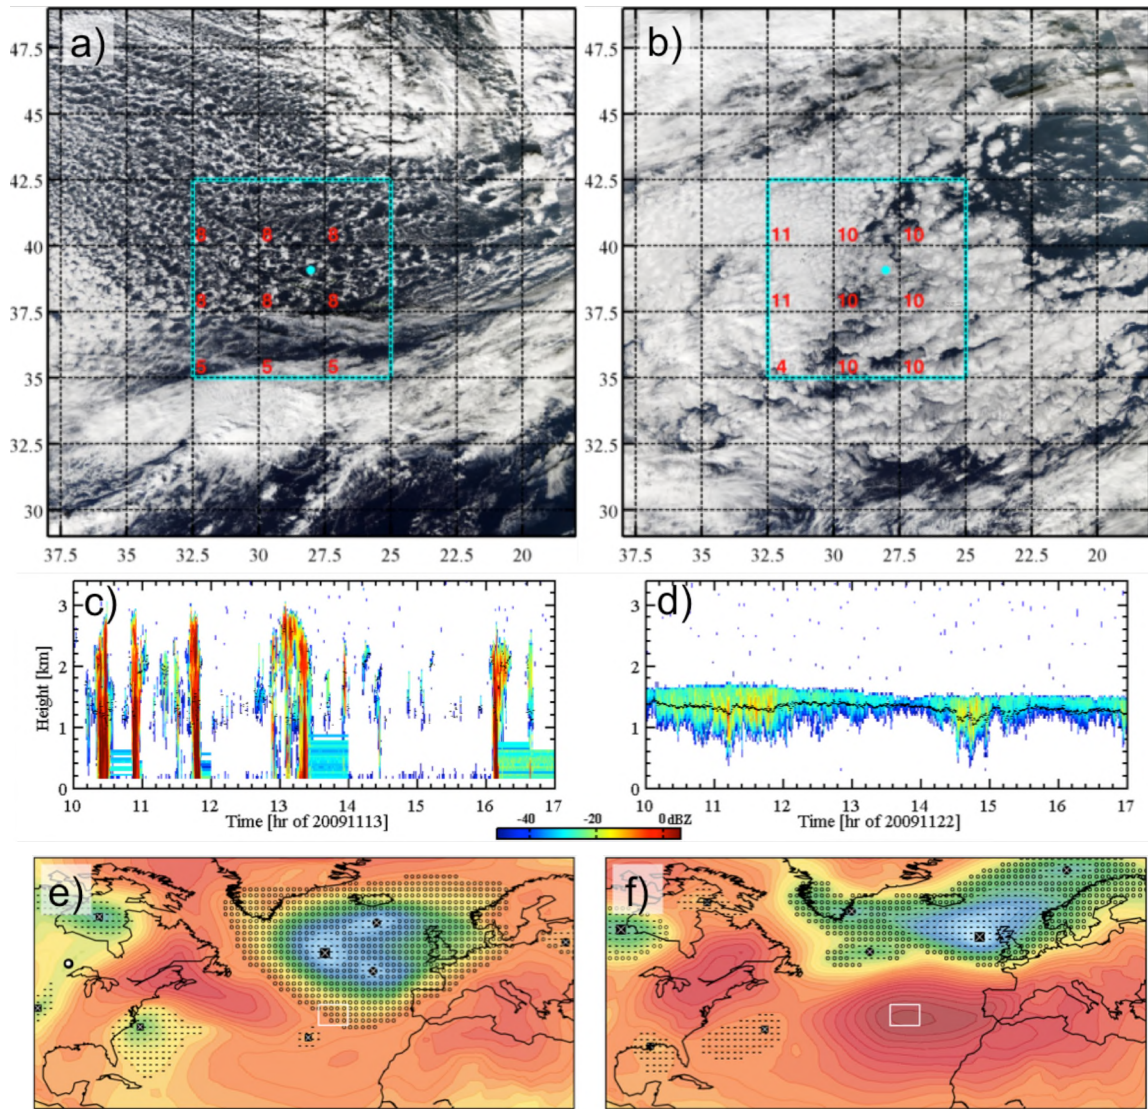 a) b)
47.5 47.5
45 45
42.5 42.5
40 8 8 8 40 11 10 10
37.5 8 8 8 37.5 11 10 10
35 5 5 5 35 4 10 10
32.5 32.5
30 30
37.5 35 32.5 30 27.5 25 22.5 20 37.5 35 32.5 30 27.5 25 22.5 20
c) d)
3 3
2 2
1 1
0 0
Height [km]
10 11 12 13 14 15 16 17 10 11 12 13 14 15 16 17
Time [hr of 20091113] -40 -20 0 dBZ Time [hr of 20091122]
e) f)